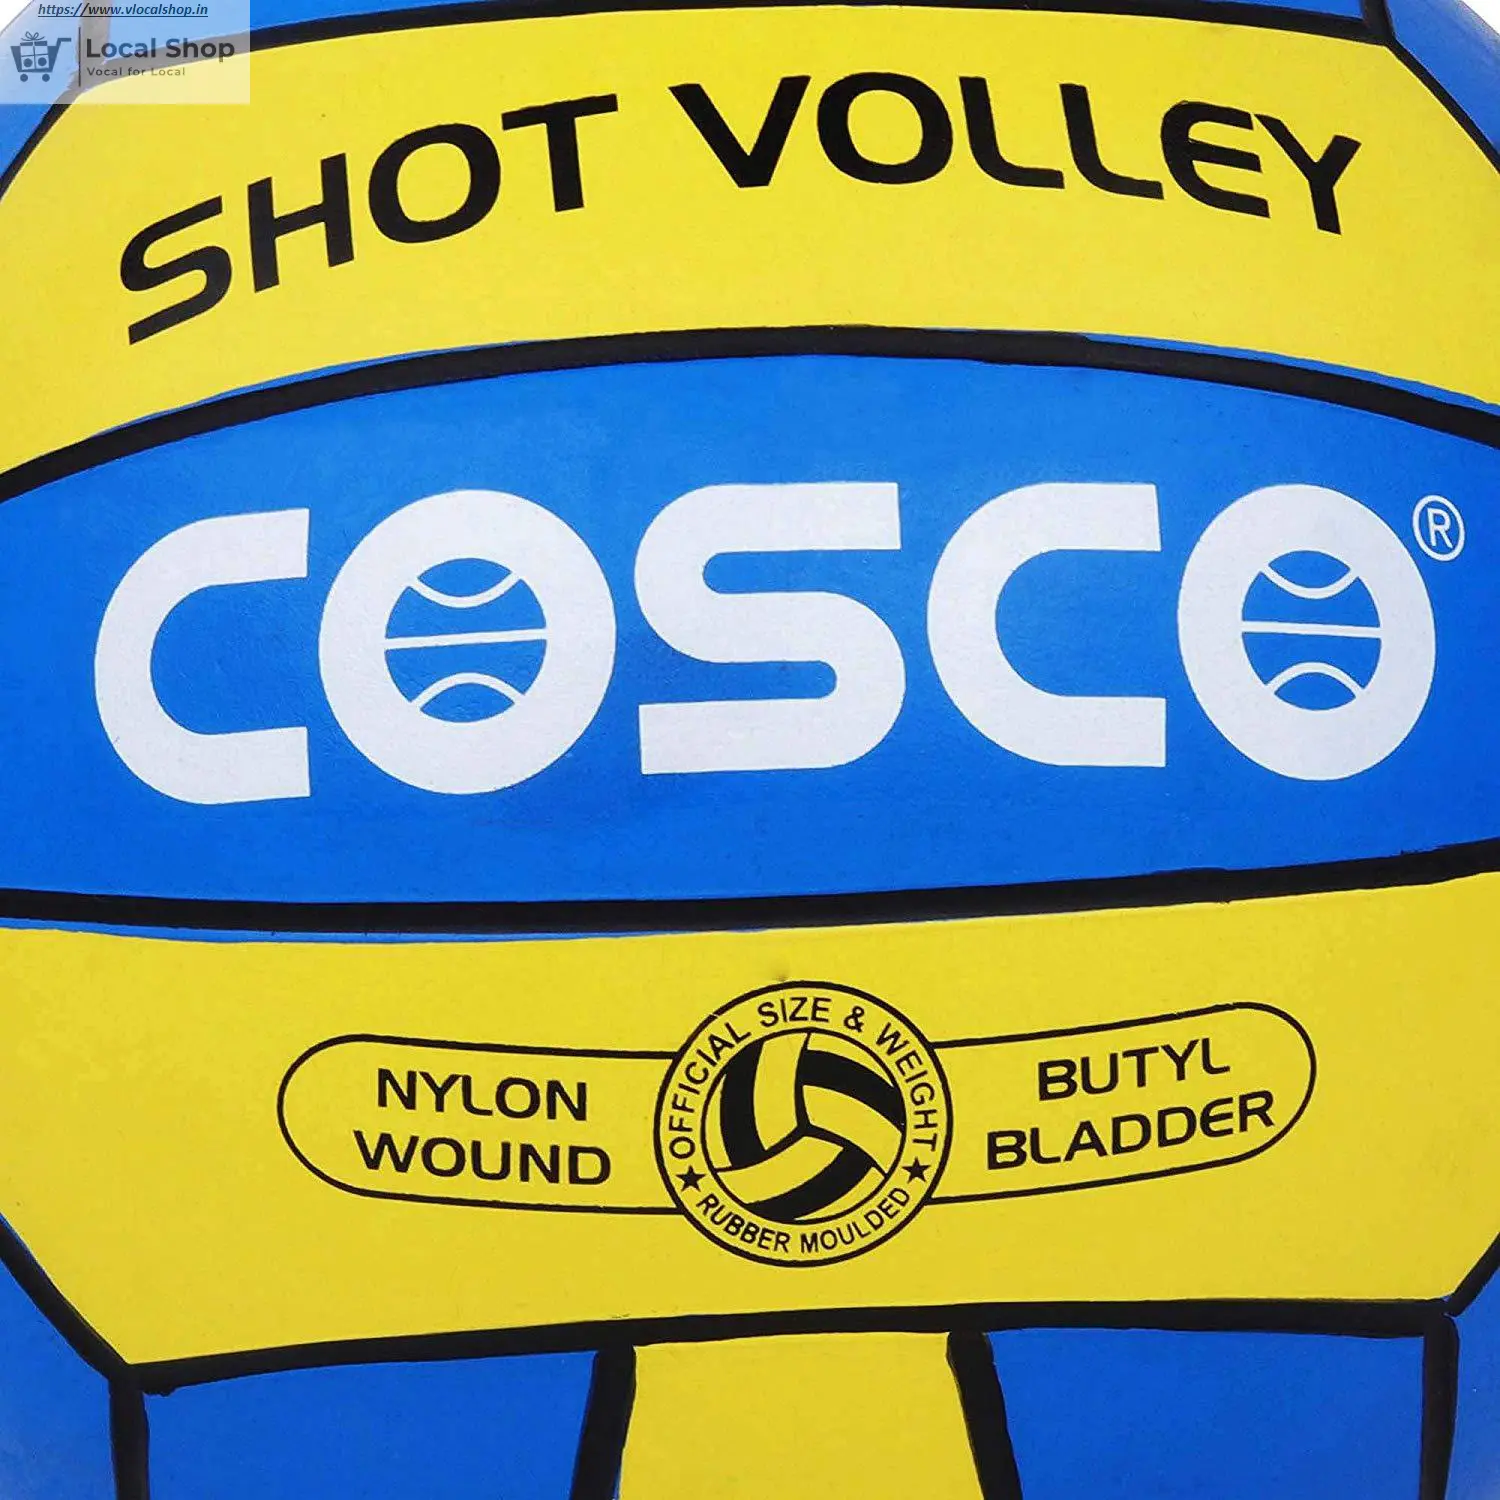 https://www.vlocalshop.in
Local Shop
Vocal for Local
SHOT VOLLEY
COSCO®
NYLON
WOUND
OFFICIAL SIZE & WEIGHT
★ RUBBER MOULDED ★
BUTYL
BLADDER